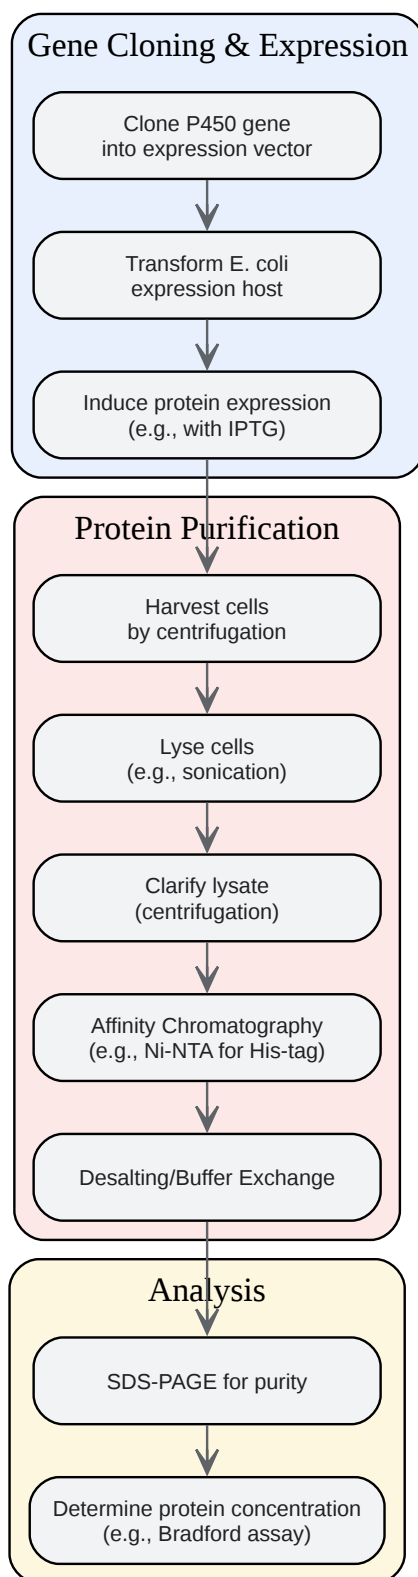 Gene Cloning & Expression
Clone P450 gene
into expression vector
Transform E. coli
expression host
Induce protein expression
(e.g., with IPTG)
Protein Purification
Harvest cells
by centrifugation
Lyse cells
(e.g., sonication)
Clarify lysate
(centrifugation)
Affinity Chromatography
(e.g., Ni-NTA for His-tag)
Desalting/Buffer Exchange
Analysis
SDS-PAGE for purity
Determine protein concentration
(e.g., Bradford assay)